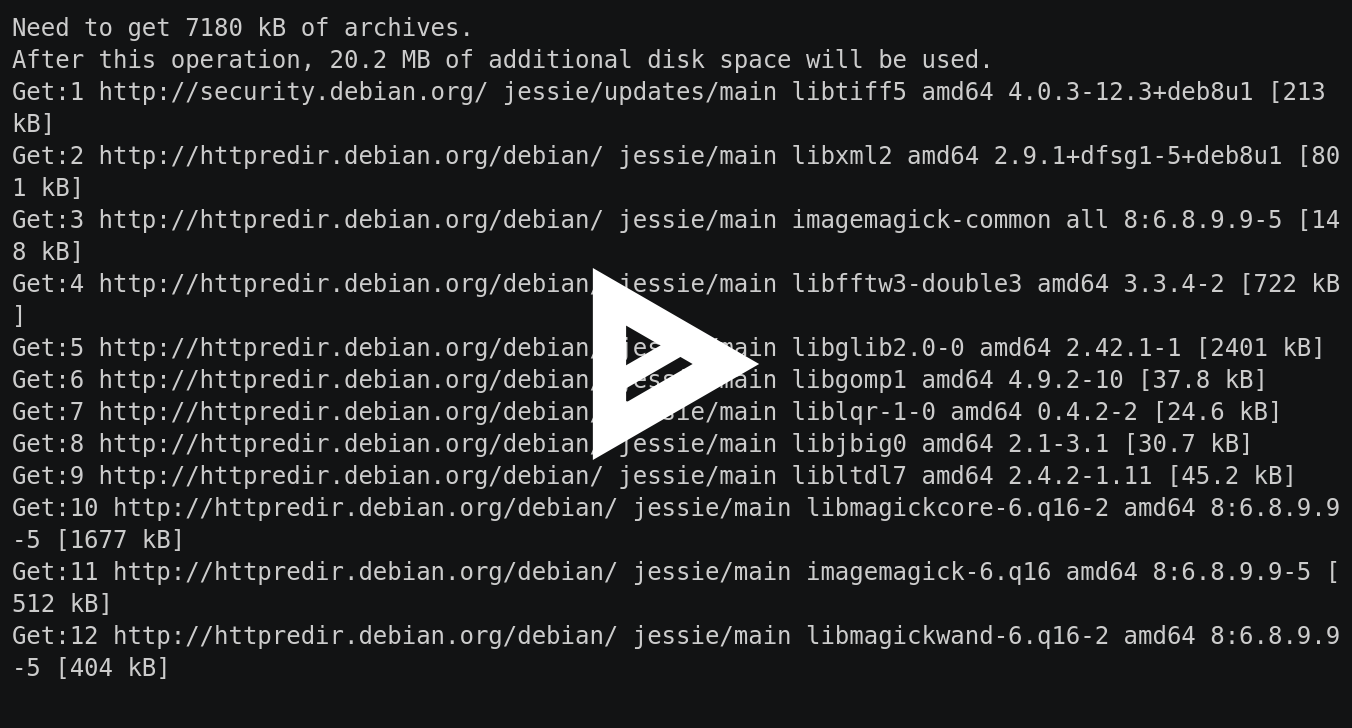 Need to get 7180 kB of archives.
After this operation, 20.2 MB of additional disk space will be used.
Get:1 http://security.debian.org/ jessie/updates/main libtiff5 amd64 4.0.3-12.3+deb8u1 [213
kB]
Get:2 http://httpredir.debian.org/debian/ jessie/main libxml2 amd64 2.9.1+dfsg1-5+deb8u1 [80
1 kB]
Get:3 http://httpredir.debian.org/debian/ jessie/main imagemagick-common all 8:6.8.9.9-5 [14
8 kB]
Get:4 http://httpredir.debian.org/debian/ jessie/main libfftw3-double3 amd64 3.3.4-2 [722 kB
]
Get:5 http://httpredir.debian.org/debian/ jessie/main libglib2.0-0 amd64 2.42.1-1 [2401 kB]
Get:6 http://httpredir.debian.org/debian/ jessie/main libgomp1 amd64 4.9.2-10 [37.8 kB]
Get:7 http://httpredir.debian.org/debian/ jessie/main liblqr-1-0 amd64 0.4.2-2 [24.6 kB]
Get:8 http://httpredir.debian.org/debian/ jessie/main libjbig0 amd64 2.1-3.1 [30.7 kB]
Get:9 http://httpredir.debian.org/debian/ jessie/main libltdl7 amd64 2.4.2-1.11 [45.2 kB]
Get:10 http://httpredir.debian.org/debian/ jessie/main libmagickcore-6.q16-2 amd64 8:6.8.9.9
-5 [1677 kB]
Get:11 http://httpredir.debian.org/debian/ jessie/main imagemagick-6.q16 amd64 8:6.8.9.9-5 [
512 kB]
Get:12 http://httpredir.debian.org/debian/ jessie/main libmagickwand-6.q16-2 amd64 8:6.8.9.9
-5 [404 kB]